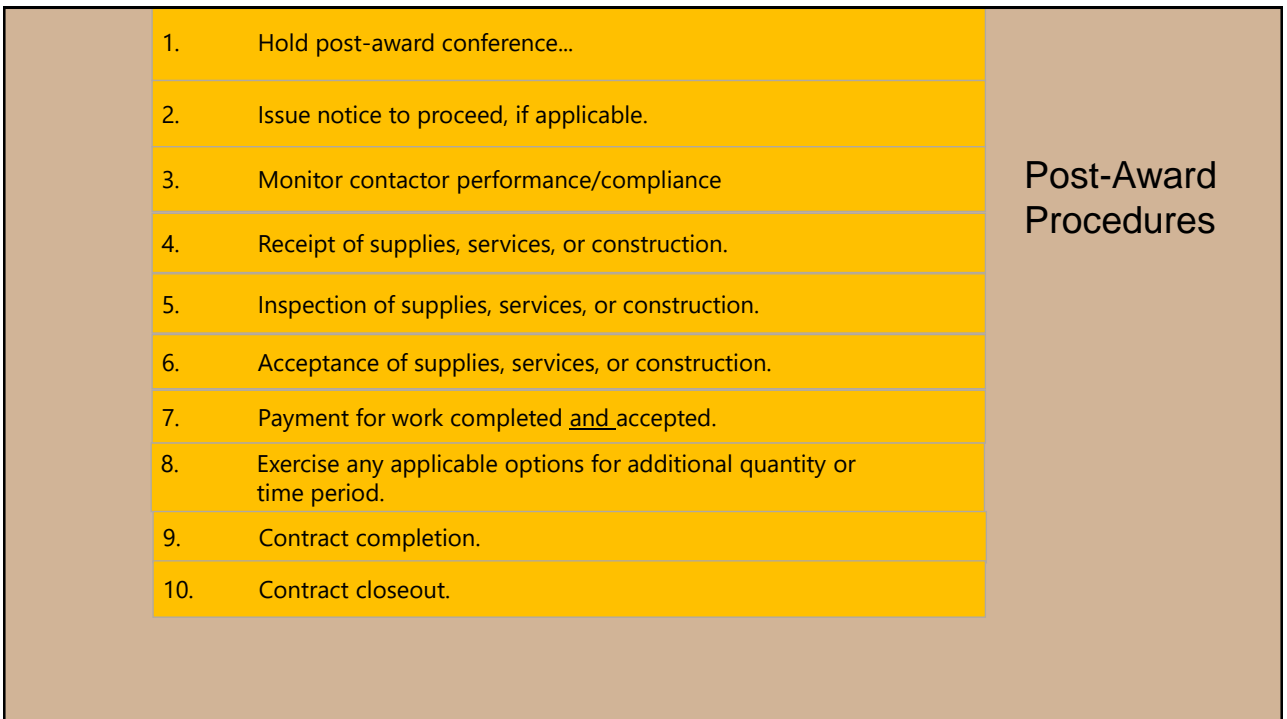 1. Hold post-award conference...
2. Issue notice to proceed, if applicable.
3. Monitor contactor performance/compliance
4. Receipt of supplies, services, or construction.
5. Inspection of supplies, services, or construction.
6. Acceptance of supplies, services, or construction.
7. Payment for work completed and accepted.
8. Exercise any applicable options for additional quantity or
time period.
9. Contract completion.
10. Contract closeout.
Post-Award
Procedures